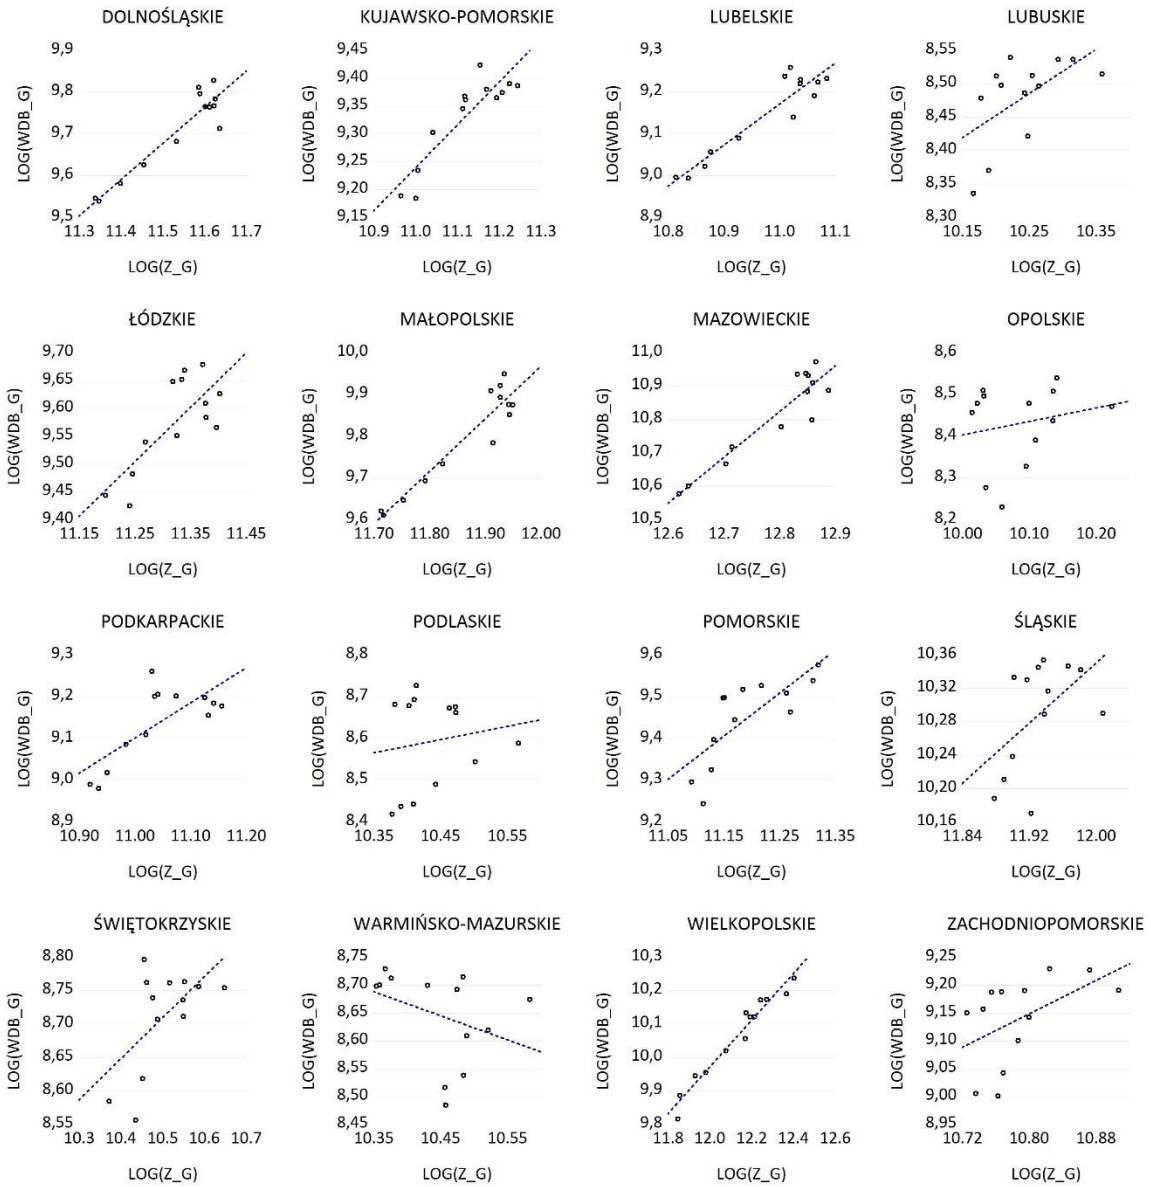 DOLNOŚLĄSKIE KUJAWSKO-POMORSKIE LUBELSKIE LUBUSKIE
LOG(WDB_G) LOG(WDB_G) LOG(WDB_G) LOG(WDB_G)
9,9 9,45 9,3 8,55
9,8 9,40 9,2 8,50
9,7 9,35 9,1 8,45
9,6 9,30 9,0 8,40
9,5 9,25 8,9 8,35
9,20 8,30
9,15
11.3 11.4 11.5 11.6 11.7 10.9 11.0 11.1 11.2 11.3 10.8 10.9 11.0 11.1 10.15 10.25 10.35
LOG(Z_G) LOG(Z_G) LOG(Z_G) LOG(Z_G)
ŁÓDZKIE MAŁOPOLSKIE MAZOWIECKIE OPOLSKIE
LOG(WDB_G) LOG(WDB_G) LOG(WDB_G) LOG(WDB_G)
9,70 10,0 11,0 8,6
9,65 9,9 10,9 8,5
9,60 9,8 10,8 8,4
9,55 9,7 10,7 8,3
9,50 9,6 10,6 8,2
9,45 10,5
9,40
11.15 11.25 11.35 11.45 11.70 11.80 11.90 12.00 12.6 12.7 12.8 12.9 10.00 10.10 10.20
LOG(Z_G) LOG(Z_G) LOG(Z_G) LOG(Z_G)
PODKARPACKIE PODLASKIE POMORSKIE ŚLĄSKIE
LOG(WDB_G) LOG(WDB_G) LOG(WDB_G) LOG(WDB_G)
9,3 8,8 9,6 10,36
9,2 8,7 9,5 10,32
9,1 8,6 9,4 10,28
9,0 8,5 9,3 10,24
8,9 8,4 9,2 10,20
10,16
10.90 11.00 11.10 11.20 10.35 10.45 10.55 11.05 11.15 11.25 11.35 11.84 11.92 12.00
LOG(Z_G) LOG(Z_G) LOG(Z_G) LOG(Z_G)
ŚWIĘTOKRZYSKIE WARMIŃSKO-MAZURSKIE WIELKOPOLSKIE ZACHODNIOPOMORSKIE
LOG(WDB_G) LOG(WDB_G) LOG(WDB_G) LOG(WDB_G)
8,80 8,75 10,3 9,25
8,75 8,70 10,2 9,20
8,70 8,65 10,1 9,15
8,65 8,60 10,0 9,10
8,60 8,55 9,9 9,05
8,55 8,50 9,8 9,00
8,45 8,95
10.3 10.4 10.5 10.6 10.7 10.35 10.45 10.55 11.8 12.0 12.2 12.4 12.6 10.72 10.80 10.88
LOG(Z_G) LOG(Z_G) LOG(Z_G) LOG(Z_G)